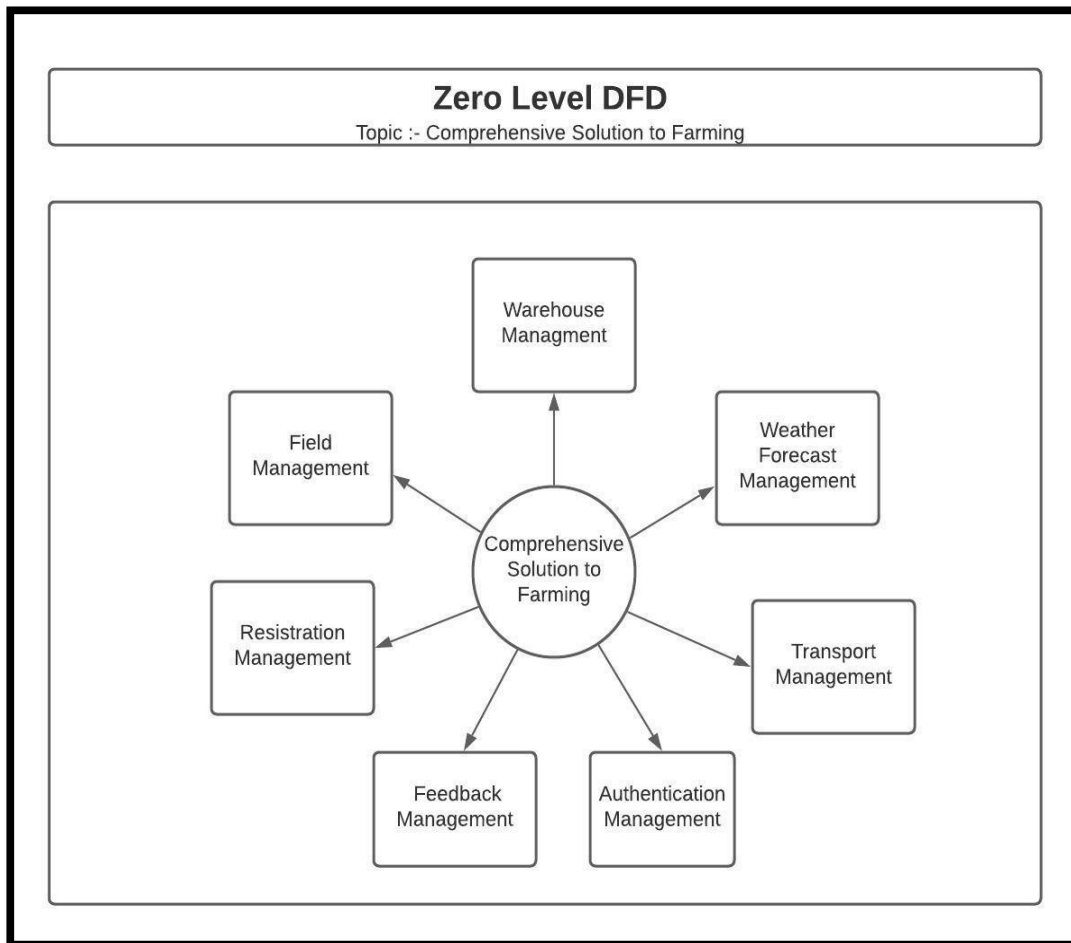 Zero Level DFD
Topic :- Comprehensive Solution to Farming
Warehouse
Managment
Field
Management
Weather
Forecast
Management
Comprehensive
Solution to
Farming
Resistration
Management
Transport
Management
Feedback
Management
Authentication
Management